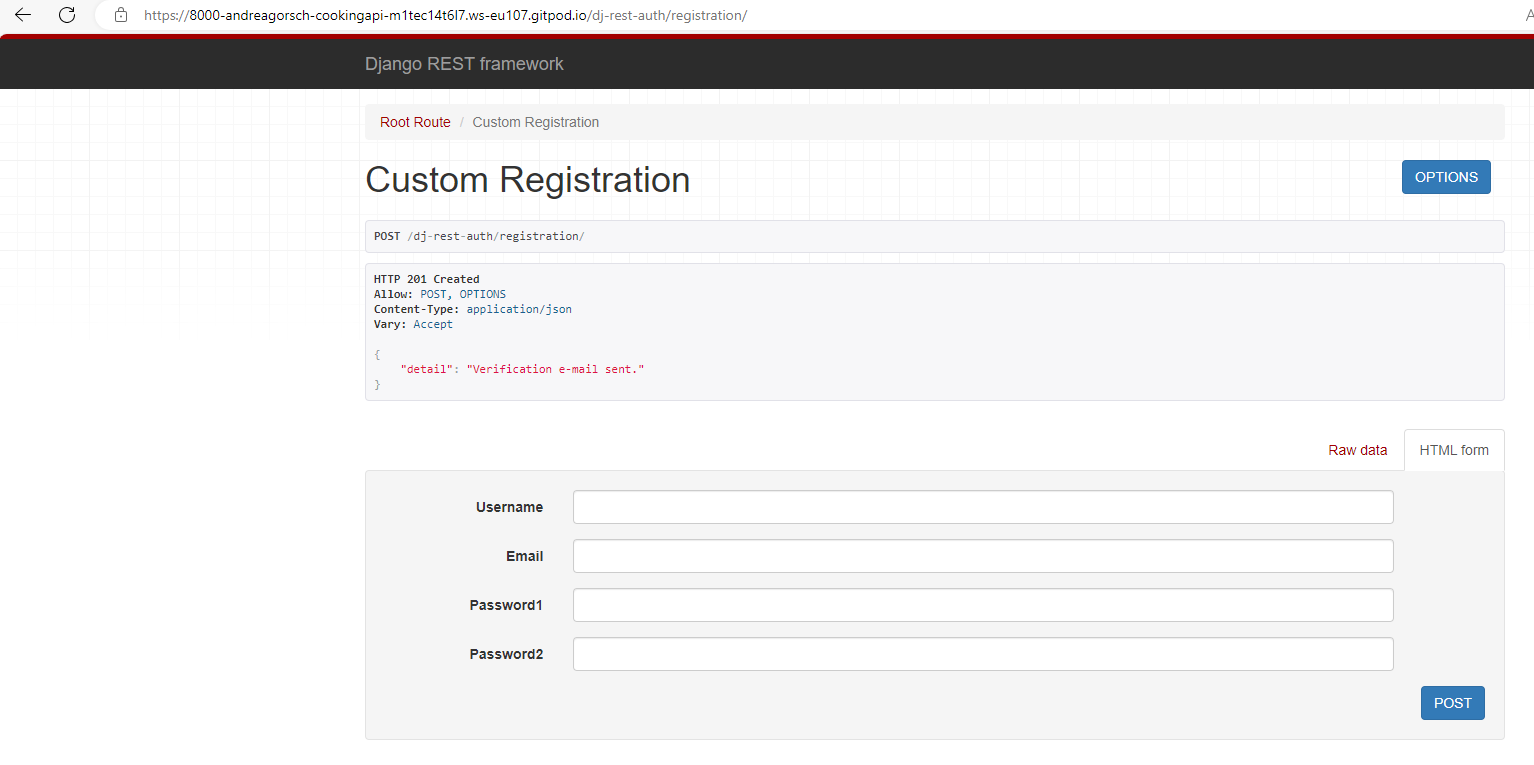 https://8000-andreagorsch-cookingapi-m1tec14t6l7.ws-eu107.gitpod.io/dj-rest-auth/registration/
Django REST framework
Root Route / Custom Registration
Custom Registration
OPTIONS
POST /dj-rest-auth/registration/
HTTP 201 Created
Allow: POST, OPTIONS
Content-Type: application/json
Vary: Accept
{
"detail": "Verification e-mail sent."
}
Raw data
HTML form
Username
Email
Password1
Password2
POST